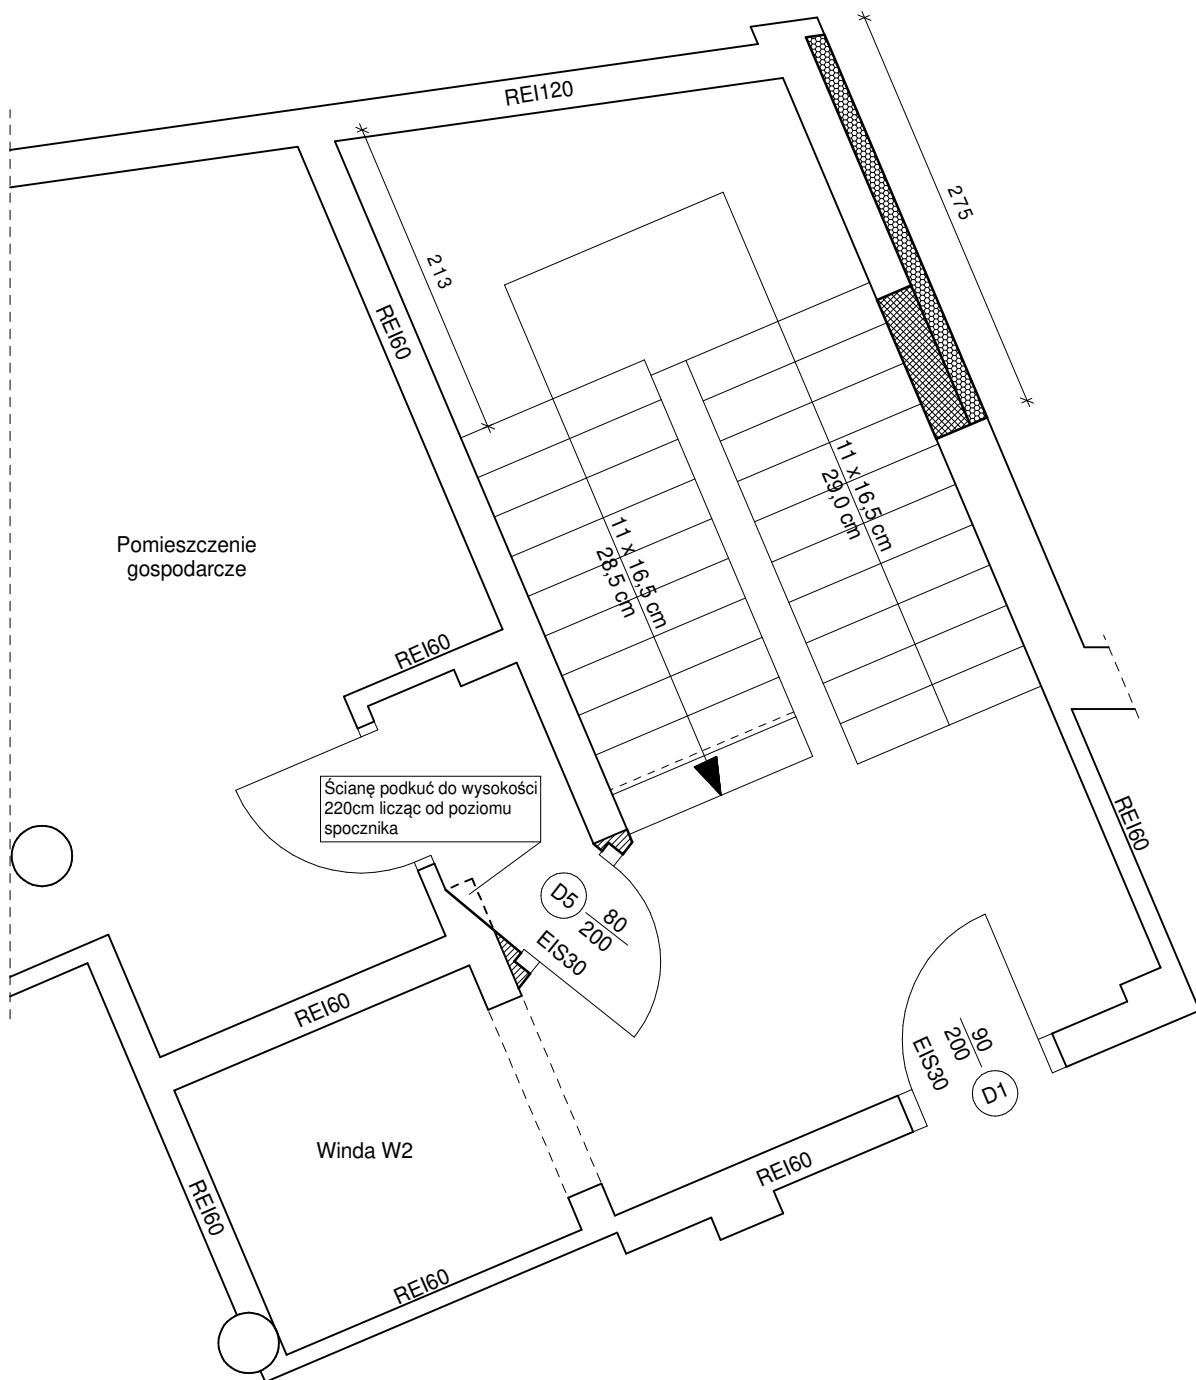 REI120
275
213
REI60
11 x 16,5 cm
29,0 cm
11 x 16,5 cm
28,5 cm
Pomieszczenie
gospodarcze
REI60
Ścianę podkuć do wysokości
220cm licząc od poziomu
spocznika
REI60
D5
80
200
EIS30
REI60
90
200
EIS30
D1
Winda W2
REI60
REI60
REI60